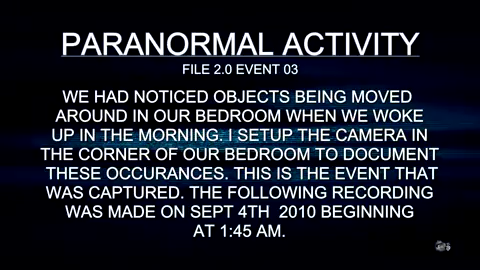 PARANORMAL ACTIVITY
FILE 2.0 EVENT 03
WE HAD NOTICED OBJECTS BEING MOVED
AROUND IN OUR BEDROOM WHEN WE WOKE
UP IN THE MORNING. I SETUP THE CAMERA IN
THE CORNER OF OUR BEDROOM TO DOCUMENT
THESE OCCURANCES. THIS IS THE EVENT THAT
WAS CAPTURED. THE FOLLOWING RECORDING
WAS MADE ON SEPT 4TH 2010 BEGINNING
AT 1:45 AM.